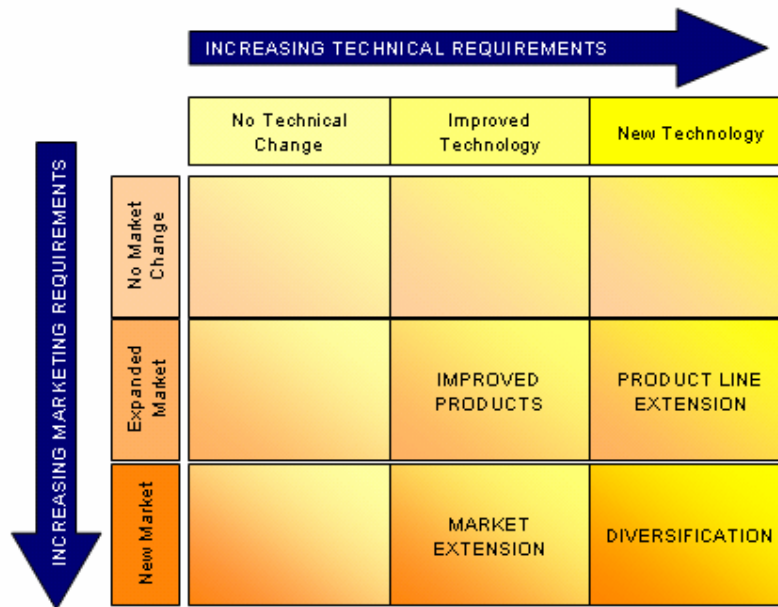 INCREASING TECHNICAL REQUIREMENTS
No Technical
Change
Improved
Technology
New Technology
INCREASING MARKETING REQUIREMENTS
No Market
Change
Expanded
Market
IMPROVED
PRODUCTS
PRODUCT LINE
EXTENSION
New Market
MARKET
EXTENSION
DIVERSIFICATION